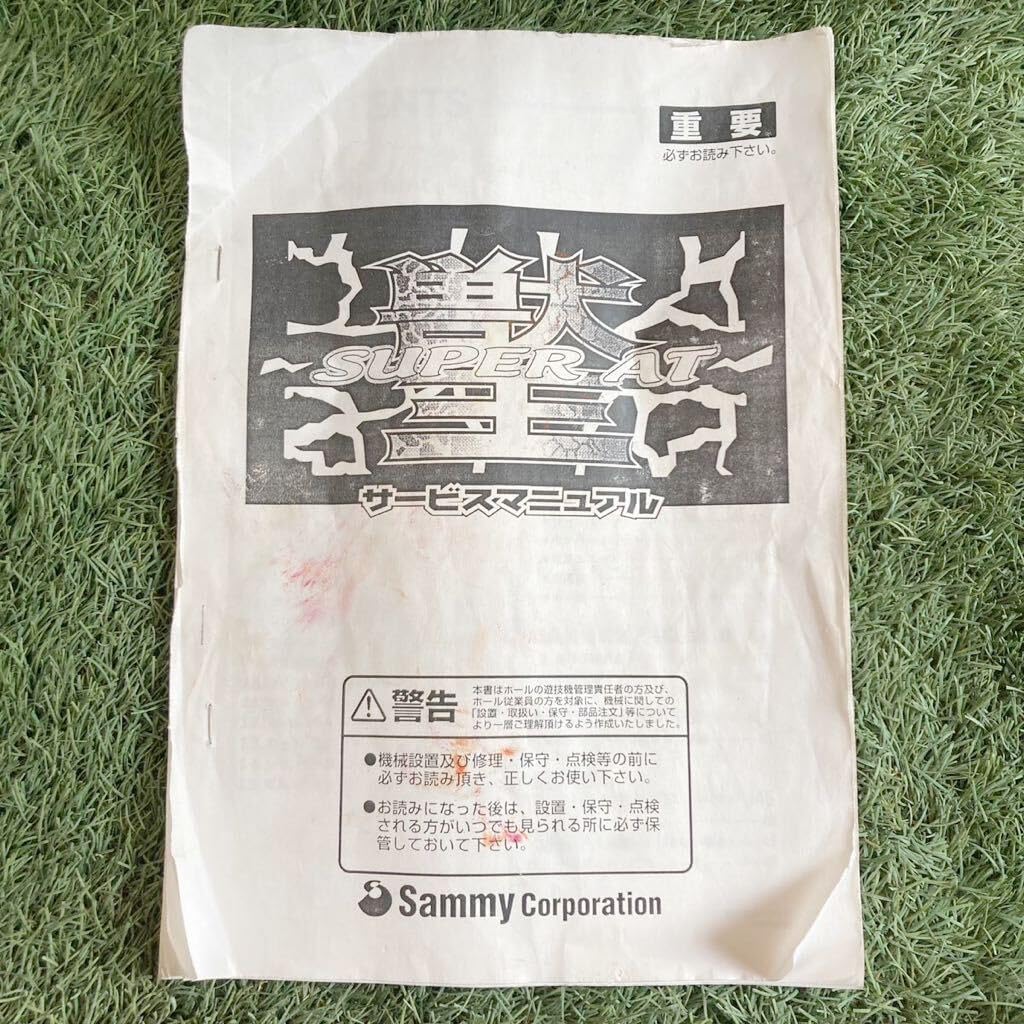 重要
必ずお読み下さい。
獣
SUPER AT
王
サービスマニュアル
警告
本書はホールの遊技機管理責任者の方及び、
ホール従業員の方を対象に、機械に関しての
「設置・取扱い・保守・部品注文」等について
より一層ご理解頂けるよう作成いたしました。
●機械設置及び修理・保守・点検等の前に
必ずお読み頂き、正しくお使い下さい。
●お読みになった後は、設置・保守・点検
される方がいつでも見られる所に必ず保
管しておいて下さい。
Sammy Corporation